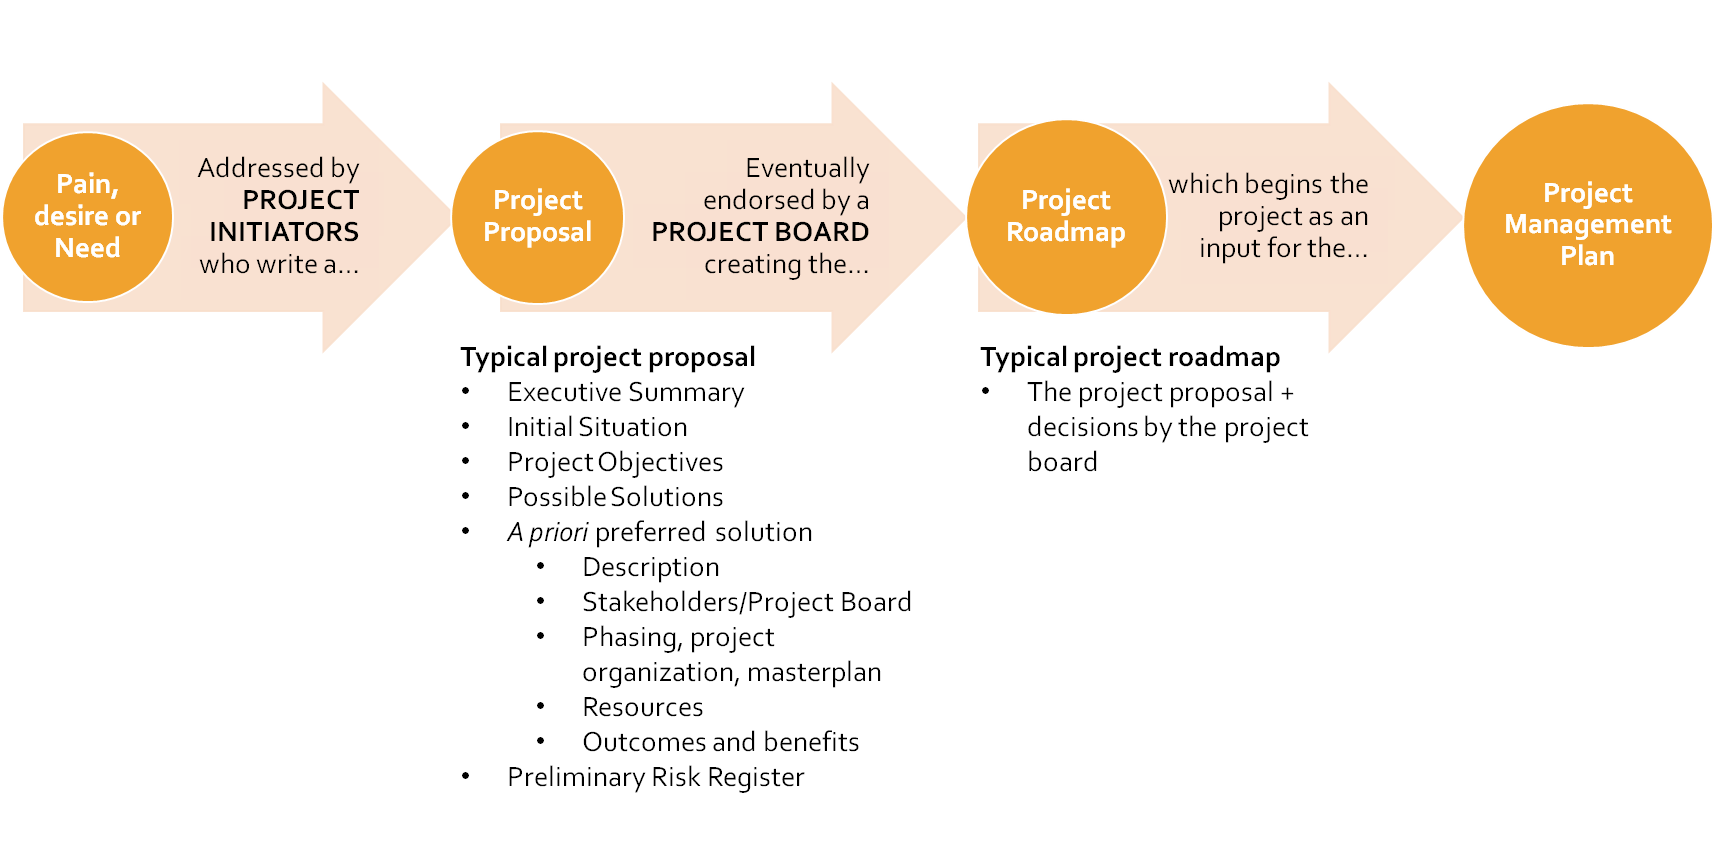 Pain,
desire or
Need
Addressed by
PROJECT
INITIATORS
who write a...
Project
Proposal
Eventually
endorsed by a
PROJECT BOARD
creating the...
Project
Roadmap
which begins the
project as an
input for the...
Project
Management
Plan
Typical project proposal
• Executive Summary
• Initial Situation
• Project Objectives
• Possible Solutions
• A priori preferred solution
• Description
• Stakeholders/Project Board
• Phasing, project
organization, masterplan
• Resources
• Outcomes and benefits
• Preliminary Risk Register
Typical project roadmap
• The project proposal +
decisions by the project
board